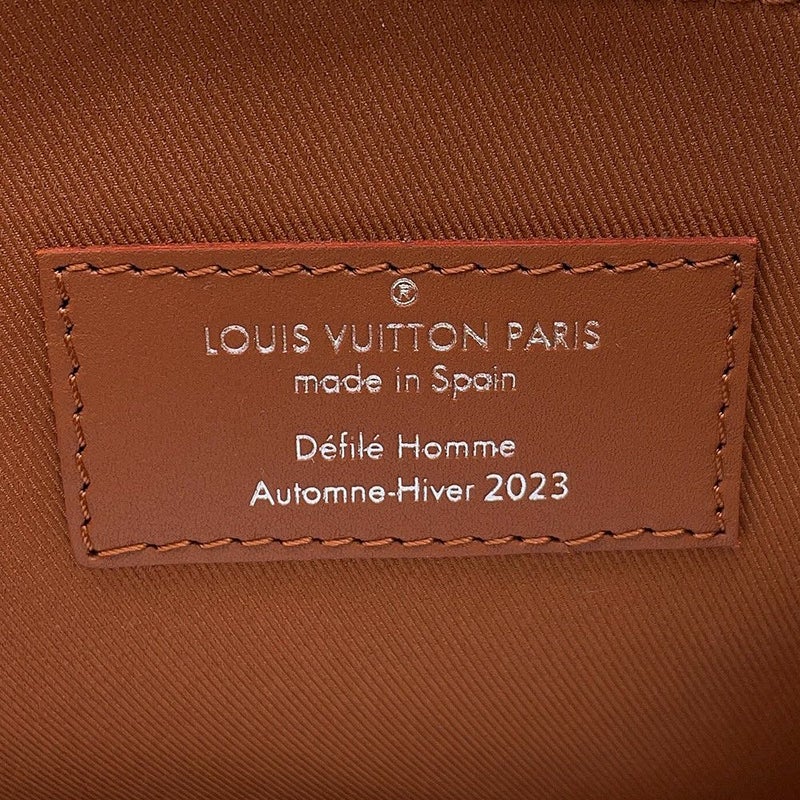 ®
LOUIS VUITTON PARIS
made in Spain
Défilé Homme
Automne-Hiver 2023